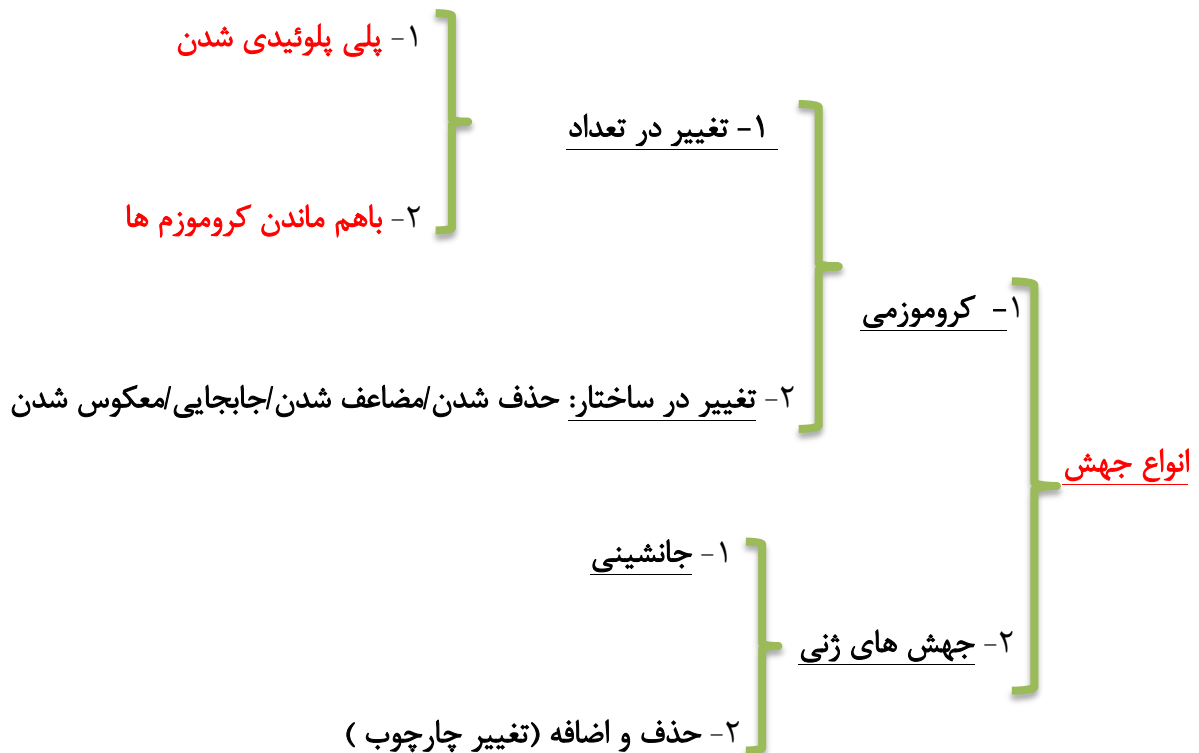 ۱- پلی پلوئیدی شدن
۱- تغییر در تعداد
۲- باهم ماندن کروموزم ها
۱- کروموزمی
۲- تغییر در ساختار: حذف شدن/مضاعف شدن/جابجایی/معکوس شدن
انواع جهش
۱- جانشینی
۲- جهش های ژنی
۲- حذف و اضافه (تغییر چارچوب )